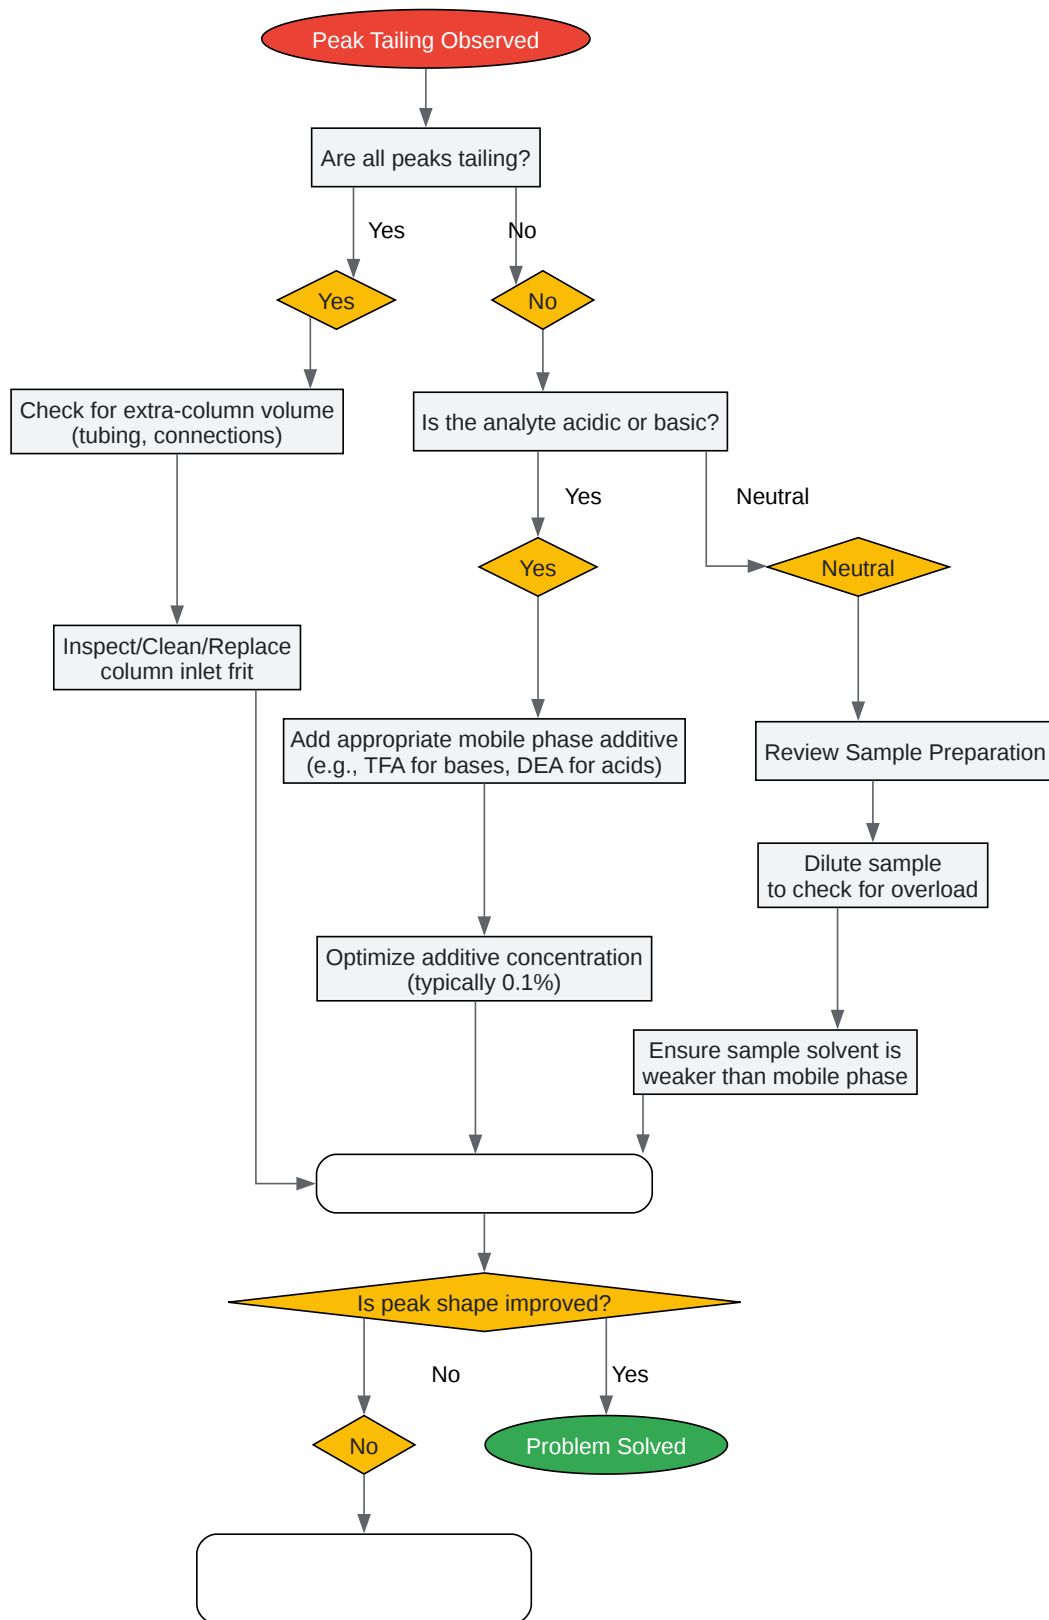 Peak Tailing Observed
Are all peaks tailing?
Yes
No
Yes
No
Check for extra-column volume
(tubing, connections)
Is the analyte acidic or basic?
Yes
Neutral
Yes
Neutral
Inspect/Clean/Replace
column inlet frit
Add appropriate mobile phase additive
(e.g., TFA for bases, DEA for acids)
Review Sample Preparation
Dilute sample
to check for overload
Optimize additive concentration
(typically 0.1%)
Ensure sample solvent is
weaker than mobile phase
Is peak shape improved?
No
Yes
No
Problem Solved